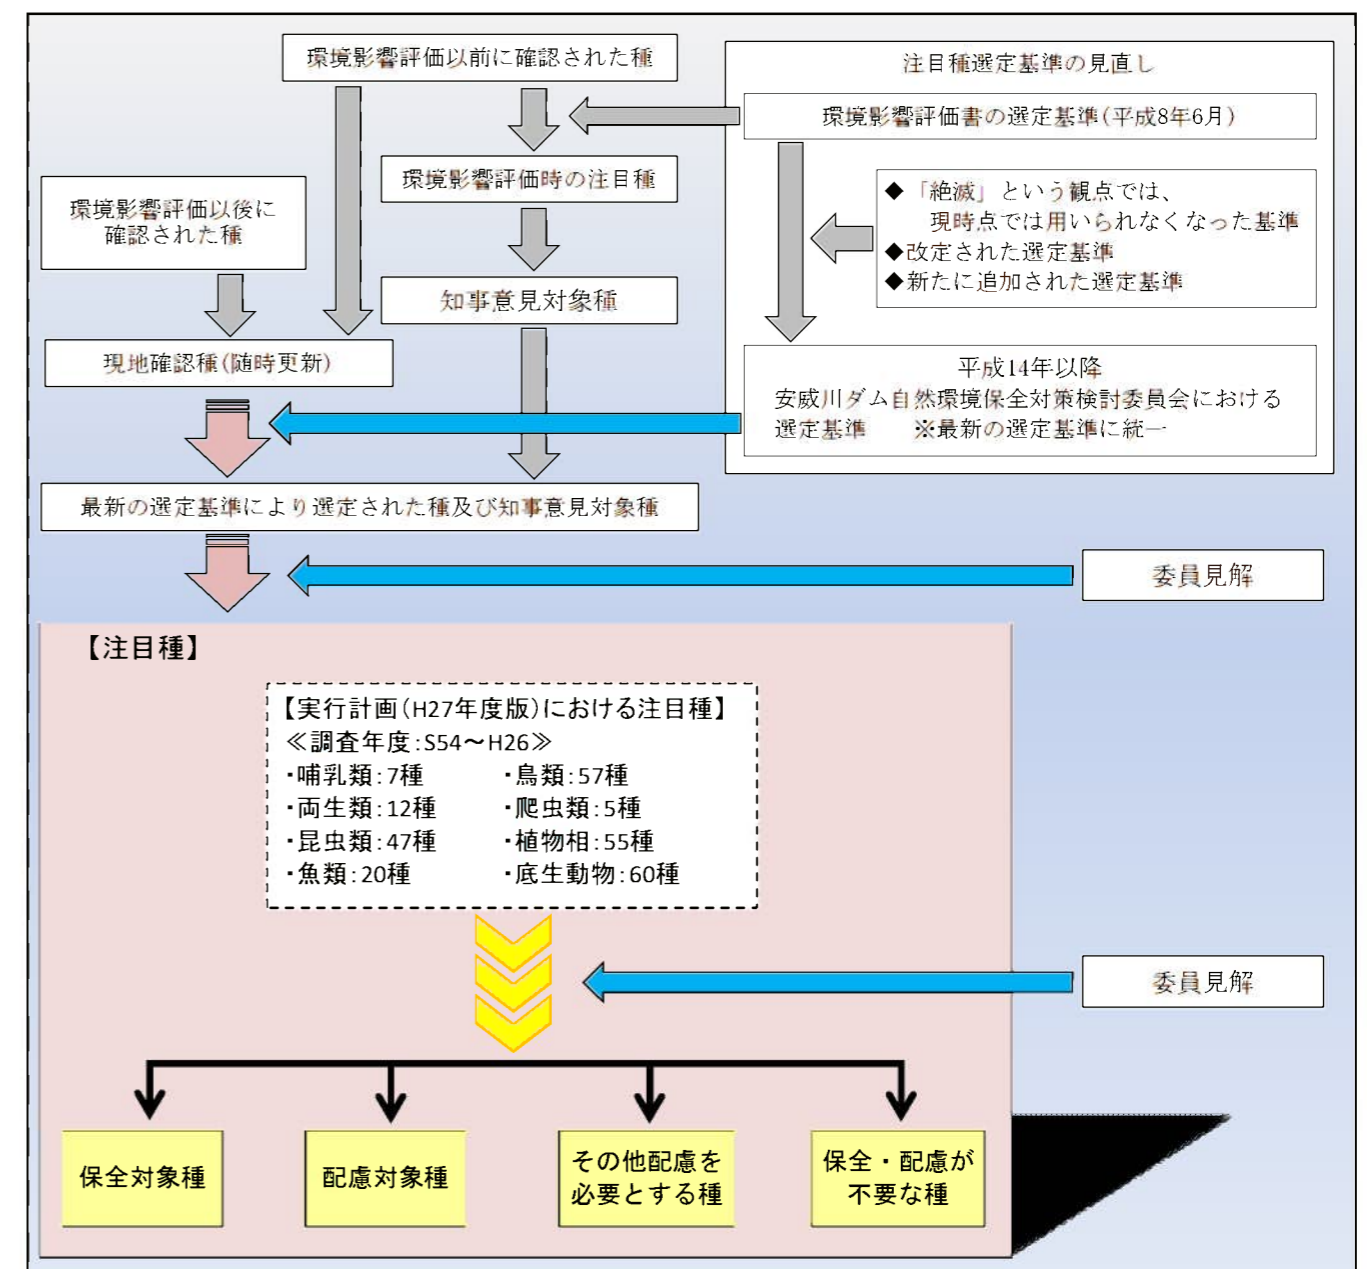 環境影響評価以前に確認された種
注目種選定基準の見直し
環境影響評価書の選定基準(平成8年6月)
環境影響評価時の注目種
環境影響評価以後に
確認された種
◆「絶滅」という観点では、
現時点では用いられなくなった基準
◆改定された選定基準
◆新たに追加された選定基準
知事意見対象種
現地確認種(随時更新)
平成14年以降
安威川ダム自然環境保全対策検討委員会における
選定基準　　※最新の選定基準に統一
最新の選定基準により選定された種及び知事意見対象種
委員見解
【注目種】
【実行計画(H27年度版)における注目種】
≪調査年度:S54～H26≫
・哺乳類:7種　　・鳥類:57種
・両生類:12種　　・爬虫類:5種
・昆虫類:47種　　・植物相:55種
・魚類:20種　　・底生動物:60種
委員見解
保全対象種
配慮対象種
その他配慮を
必要とする種
保全・配慮が
不要な種